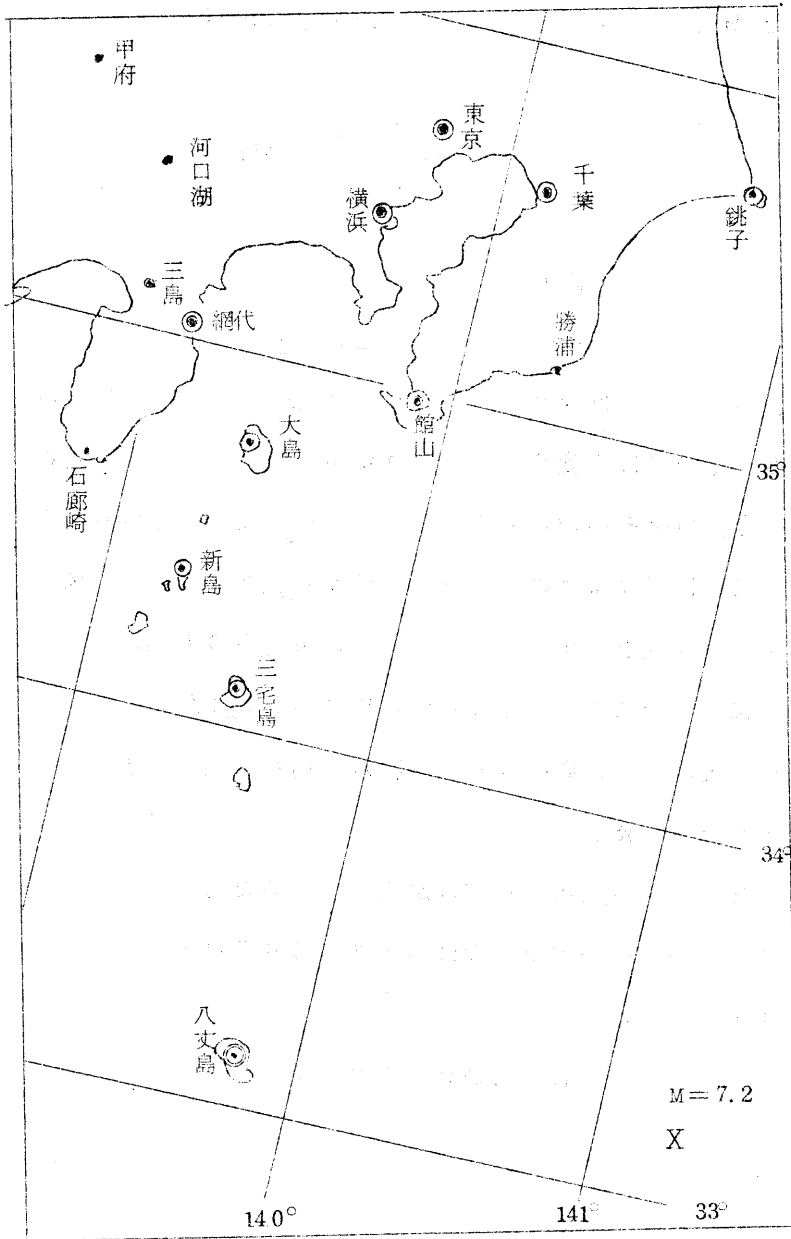 甲府
河口湖
東京
横浜
千葉
銚子
三島
網代
勝浦
大島
館山
石廊崎
35°
新島
三宅島
34°
八丈島
M=7.2
X
140°
141°
33°